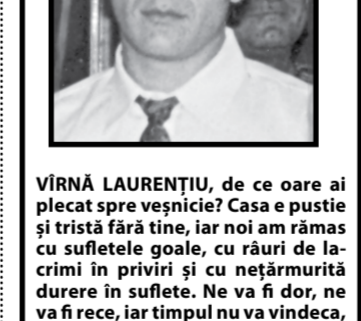 VÎRNĂ LAURENȚIU, de ce oare ai
plecat spre veșnicie? Casa e pustie
și tristă fără tine, iar noi am rămas
cu sufletele goale, cu râuri de la-
crimi în priviri și cu nețărmurită
durere în suflete. Ne va fi dor, ne
va fi rece, iar timpul nu va vindeca,